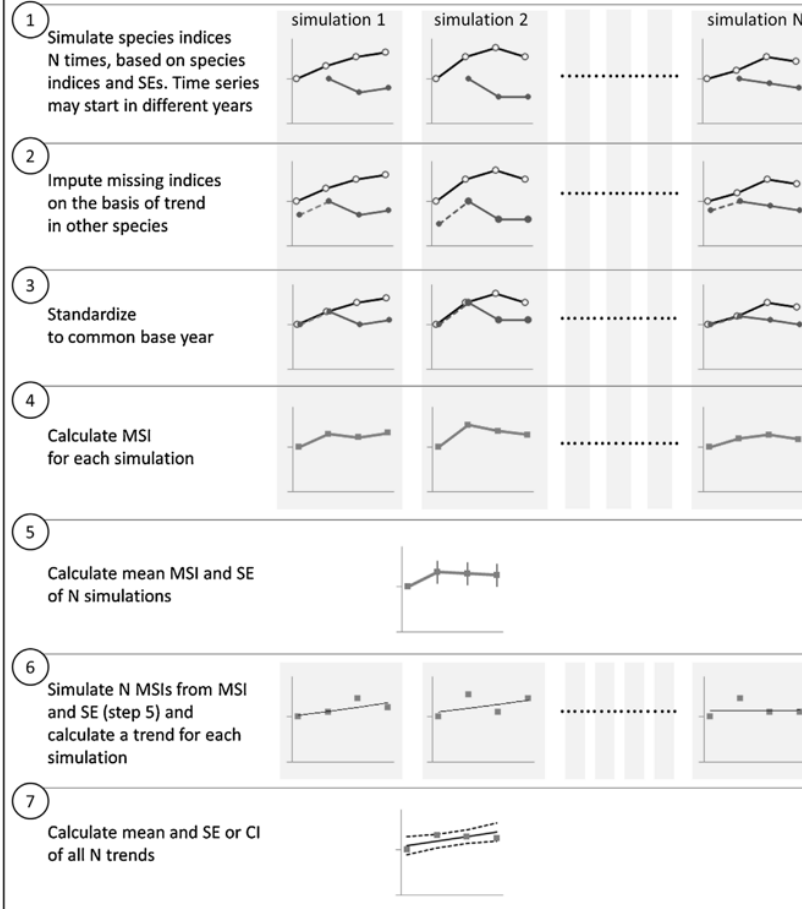 1
simulation 1
simulation 2
simulation N
Simulate species indices
N times, based on species
indices and SEs. Time series
may start in different years
2
Impute missing indices
on the basis of trend
in other species
3
Standardize
to common base year
4
Calculate MSI
for each simulation
5
Calculate mean MSI and SE
of N simulations
6
Simulate N MSIs from MSI
and SE (step 5) and
calculate a trend for each
simulation
7
Calculate mean and SE or CI
of all N trends